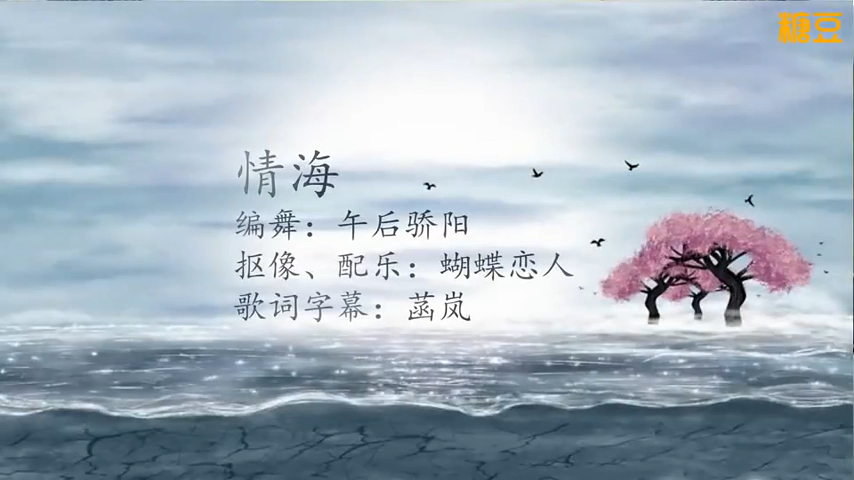 糖豆
情海
编舞：午后骄阳
抠像、配乐：蝴蝶恋人
歌词字幕：菡岚